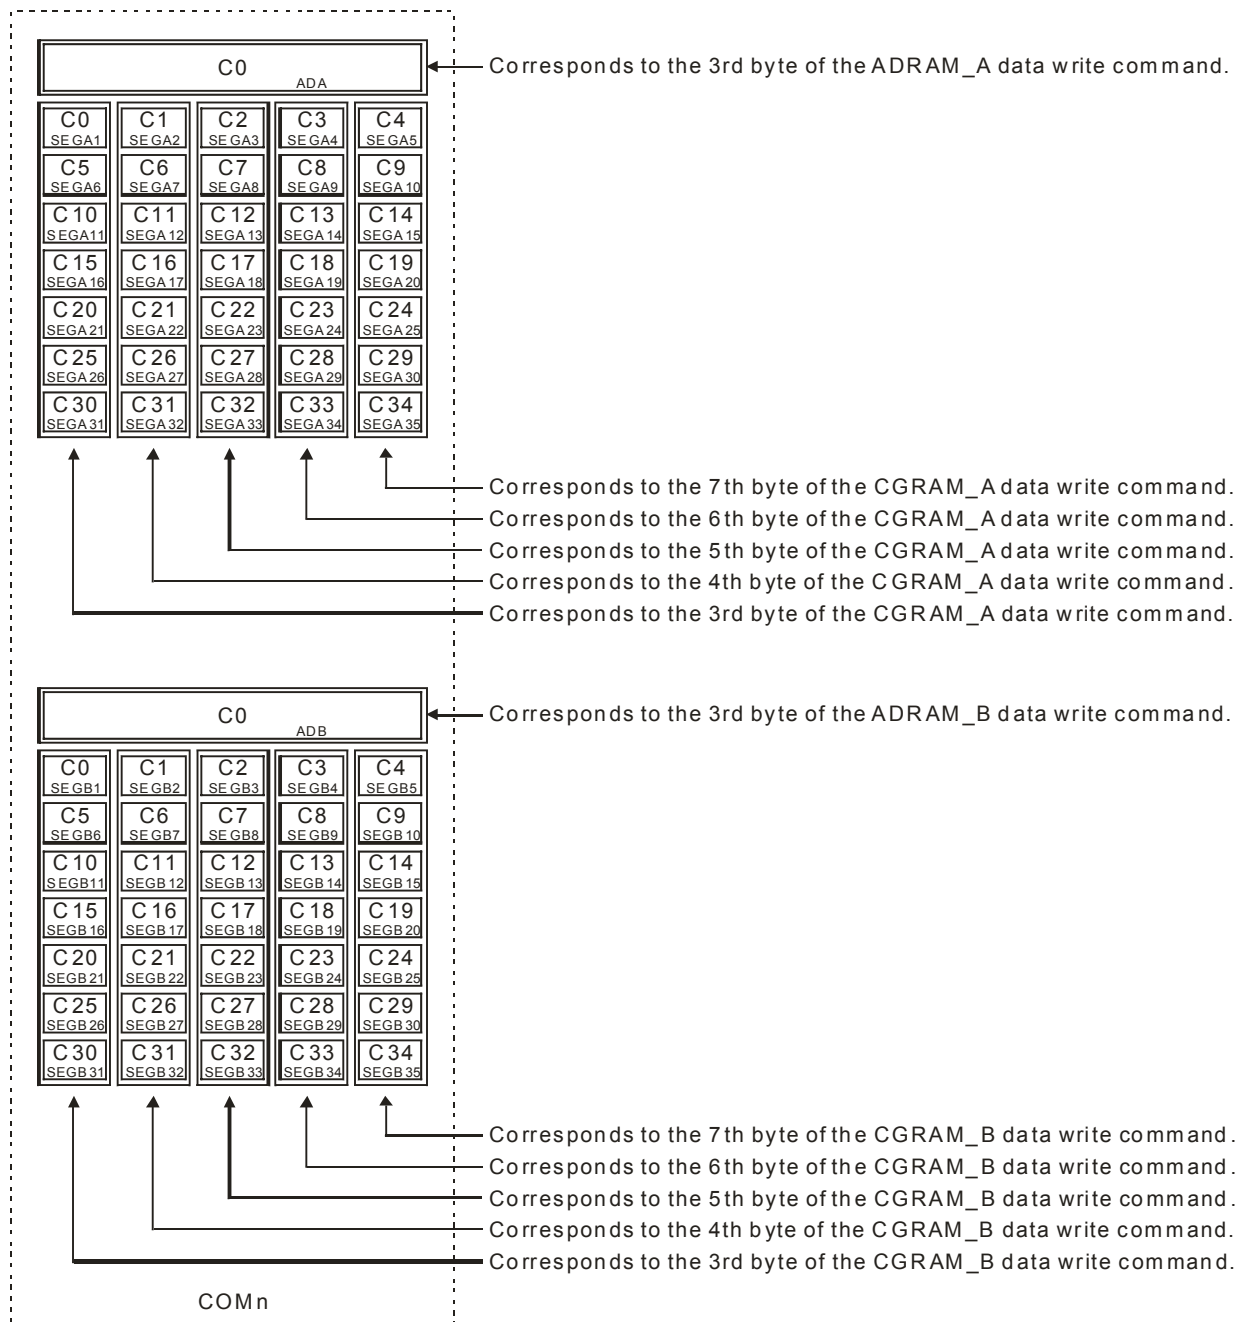 C0
ADA
Corresponds to the 3rd byte of the ADRAM_A data write command.
C0 C1 C2 C3 C4
SEGA1 SEGA2 SEGA3 SEGA4 SEGA5
C5 C6 C7 C8 C9
SEGA6 SEGA7 SEGA8 SEGA9 SEGA10
C10 C11 C12 C13 C14
SEGA11 SEGA12 SEGA13 SEGA14 SEGA15
C15 C16 C17 C18 C19
SEGA16 SEGA17 SEGA18 SEGA19 SEGA20
C20 C21 C22 C23 C24
SEGA21 SEGA22 SEGA23 SEGA24 SEGA25
C25 C26 C27 C28 C29
SEGA26 SEGA27 SEGA28 SEGA29 SEGA30
C30 C31 C32 C33 C34
SEGA31 SEGA32 SEGA33 SEGA34 SEGA35
Corresponds to the 7th byte of the CGRAM_A data write command.
Corresponds to the 6th byte of the CGRAM_A data write command.
Corresponds to the 5th byte of the CGRAM_A data write command.
Corresponds to the 4th byte of the CGRAM_A data write command.
Corresponds to the 3rd byte of the CGRAM_A data write command.
C0
ADB
Corresponds to the 3rd byte of the ADRAM_B data write command.
C0 C1 C2 C3 C4
SEGB1 SEGB2 SEGB3 SEGB4 SEGB5
C5 C6 C7 C8 C9
SEGB6 SEGB7 SEGB8 SEGB9 SEGB10
C10 C11 C12 C13 C14
SEGB11 SEGB12 SEGB13 SEGB14 SEGB15
C15 C16 C17 C18 C19
SEGB16 SEGB17 SEGB18 SEGB19 SEGB20
C20 C21 C22 C23 C24
SEGB21 SEGB22 SEGB23 SEGB24 SEGB25
C25 C26 C27 C28 C29
SEGB26 SEGB27 SEGB28 SEGB29 SEGB30
C30 C31 C32 C33 C34
SEGB31 SEGB32 SEGB33 SEGB34 SEGB35
Corresponds to the 7th byte of the CGRAM_B data write command.
Corresponds to the 6th byte of the CGRAM_B data write command.
Corresponds to the 5th byte of the CGRAM_B data write command.
Corresponds to the 4th byte of the CGRAM_B data write command.
Corresponds to the 3rd byte of the CGRAM_B data write command.
COMn